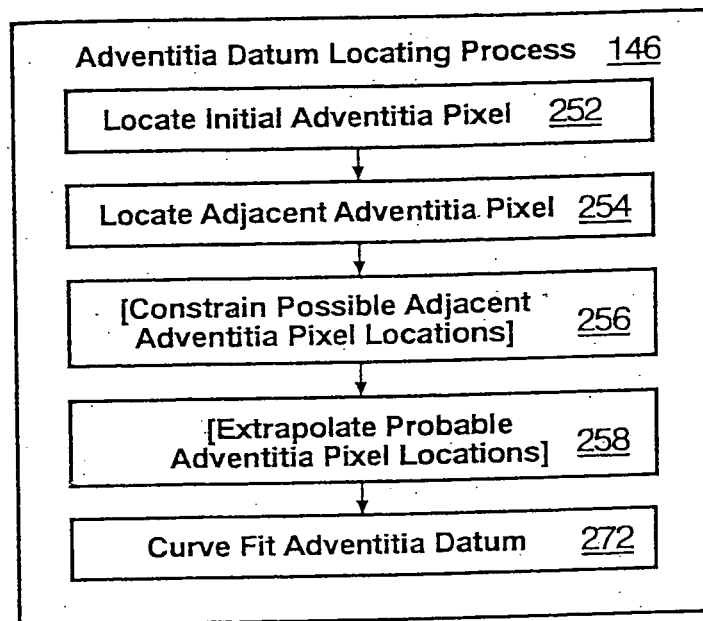 Adventitia Datum Locating Process 146
Locate Initial Adventitia Pixel 252
Locate Adjacent Adventitia Pixel 254
[Constrain Possible Adjacent
Adventitia Pixel Locations] 256
[Extrapolate Probable
Adventitia Pixel Locations] 258
Curve Fit Adventitia Datum 272